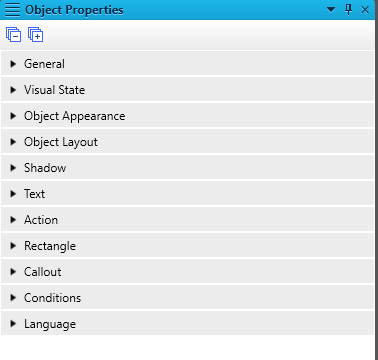 Object Properties
General
Visual State
Object Appearance
Object Layout
Shadow
Text
Action
Rectangle
Callout
Conditions
Language